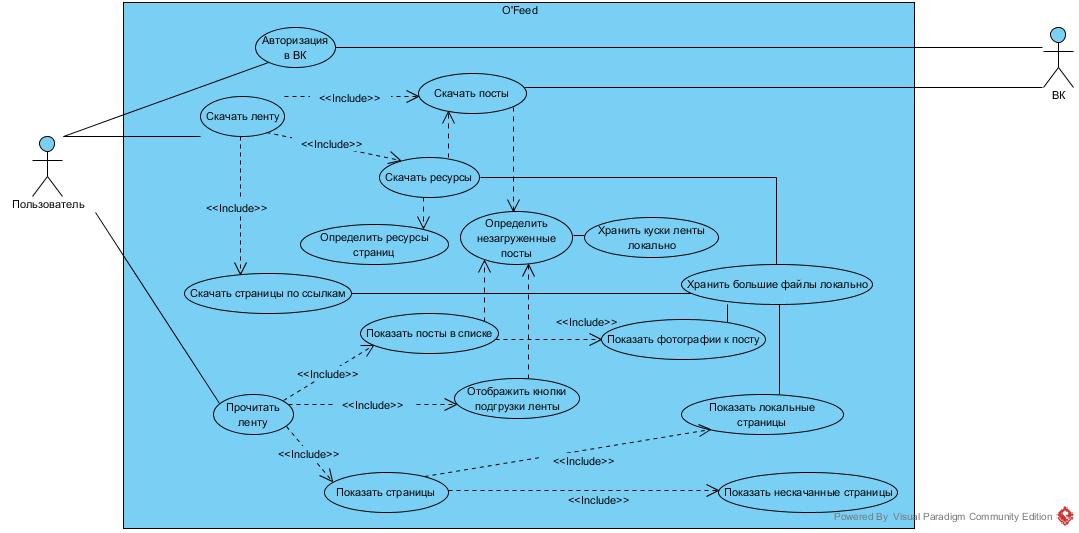 O'Feed
Авторизация
в ВК
ВК
<<Include>>
Скачать посты
Скачать ленту
<<Include>>
Скачать ресурсы
Пользователь
<<Include>>
Определить ресурсы
страниц
Определить
незагруженные
посты
Хранить куски ленты
локально
Скачать страницы по ссылкам
Хранить большие файлы локально
Показать посты в списке
<<Include>>
Показать фотографии к посту
<<Include>>
Прочитать
ленту
<<Include>>
Отображить кнопки
подгрузки ленты
Показать локальные
страницы
<<Include>>
<<Include>>
Показать страницы
<<Include>>
Показать нескачанные страницы
Powered By Visual Paradigm Community Edition